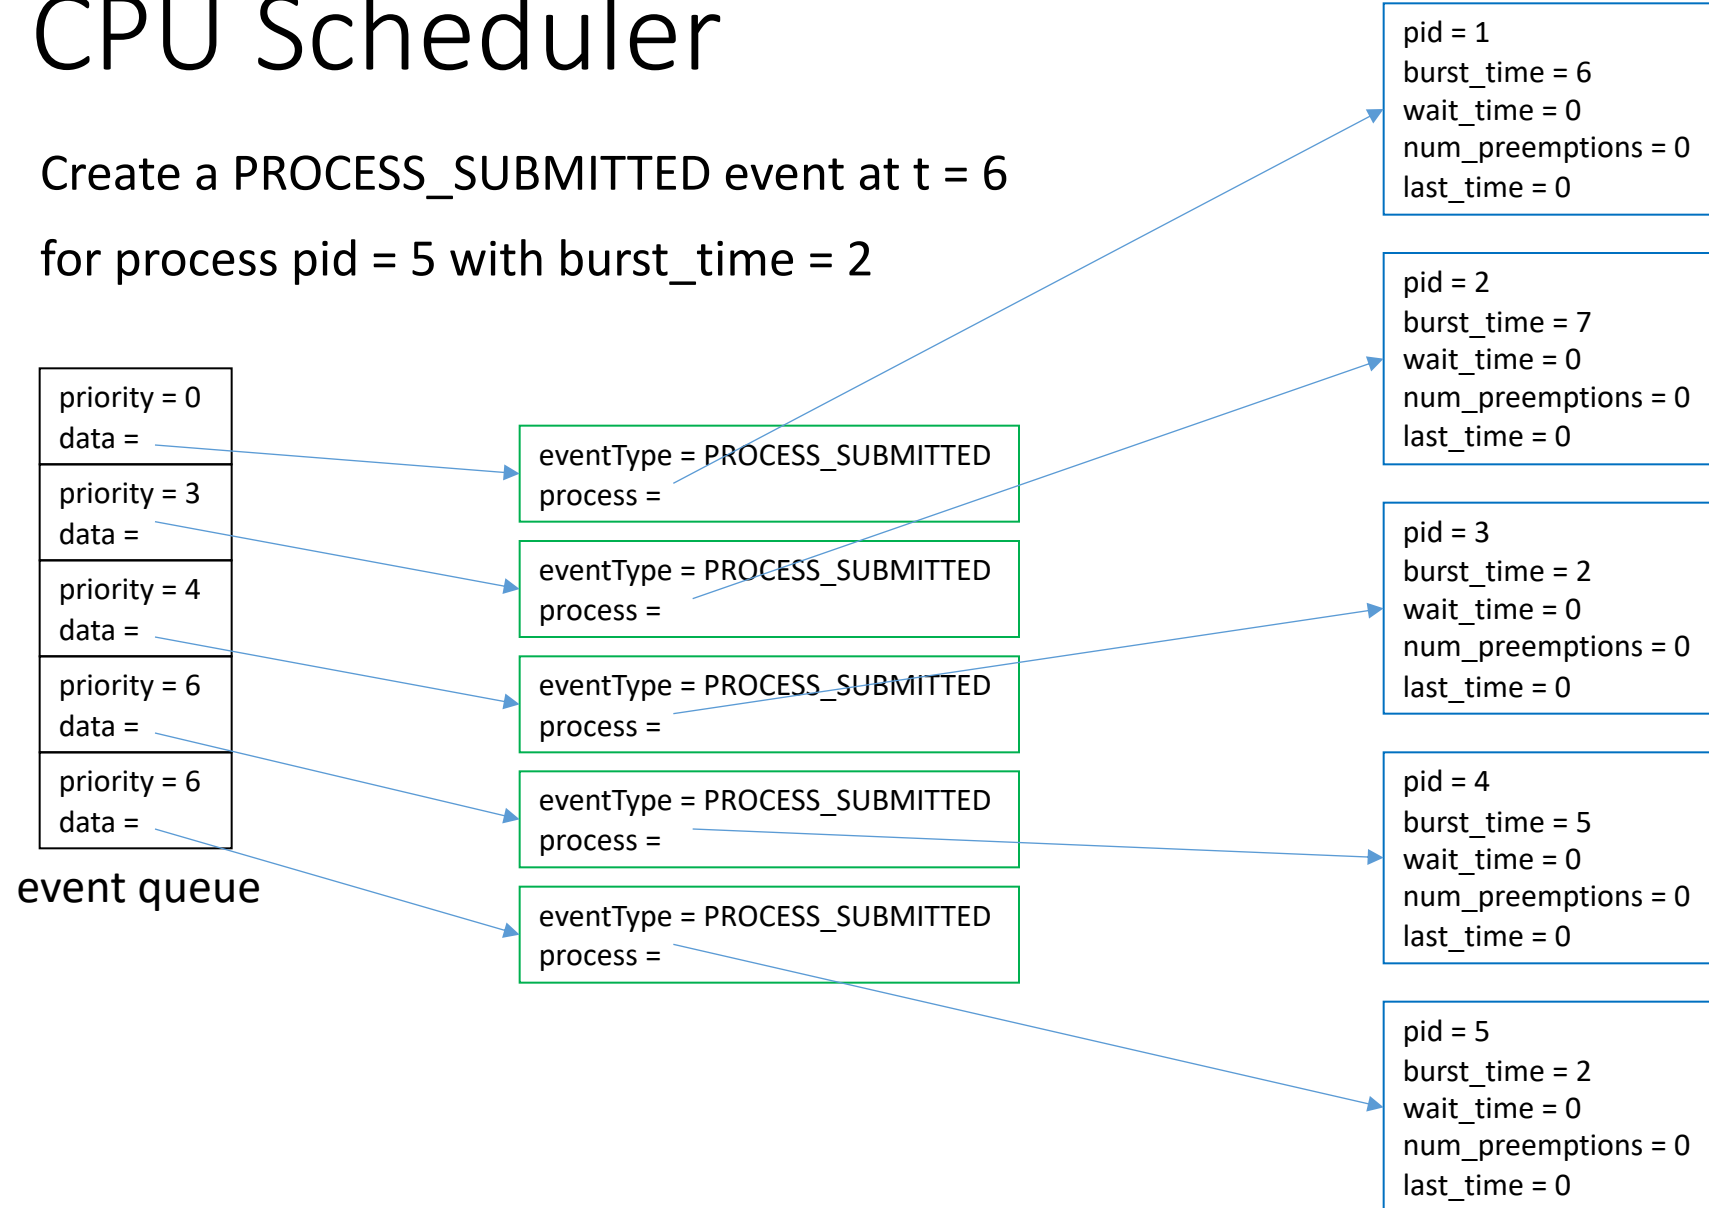 CPU Scheduler
Create a PROCESS_SUBMITTED event at t = 6
for process pid = 5 with burst_time = 2
priority = 0
data =
priority = 3
data =
priority = 4
data =
priority = 6
data =
priority = 6
data =
event queue
eventType = PROCESS_SUBMITTED
process =
eventType = PROCESS_SUBMITTED
process =
eventType = PROCESS_SUBMITTED
process =
eventType = PROCESS_SUBMITTED
process =
eventType = PROCESS_SUBMITTED
process =
pid = 1
burst_time = 6
wait_time = 0
num_preemptions = 0
last_time = 0
pid = 2
burst_time = 7
wait_time = 0
num_preemptions = 0
last_time = 0
pid = 3
burst_time = 2
wait_time = 0
num_preemptions = 0
last_time = 0
pid = 4
burst_time = 5
wait_time = 0
num_preemptions = 0
last_time = 0
pid = 5
burst_time = 2
wait_time = 0
num_preemptions = 0
last_time = 0